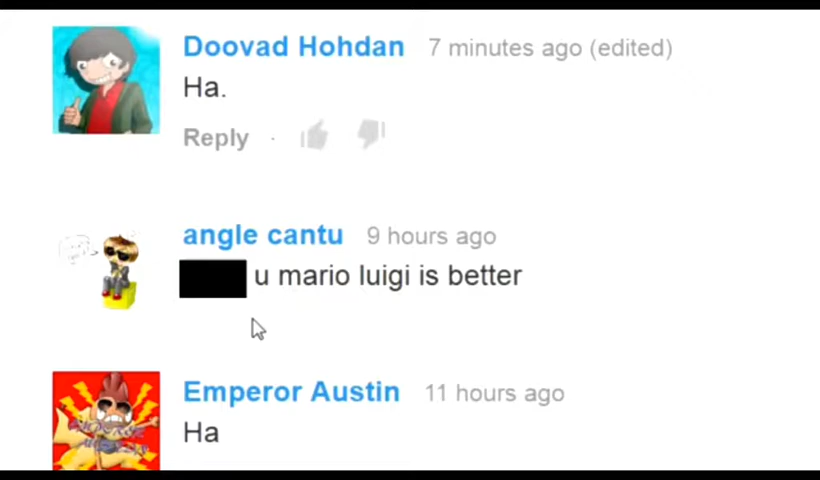 Doovad Hohdan 7 minutes ago (edited)
Ha.
Reply ·
angle cantu 9 hours ago
u mario luigi is better
Emperor Austin 11 hours ago
Ha